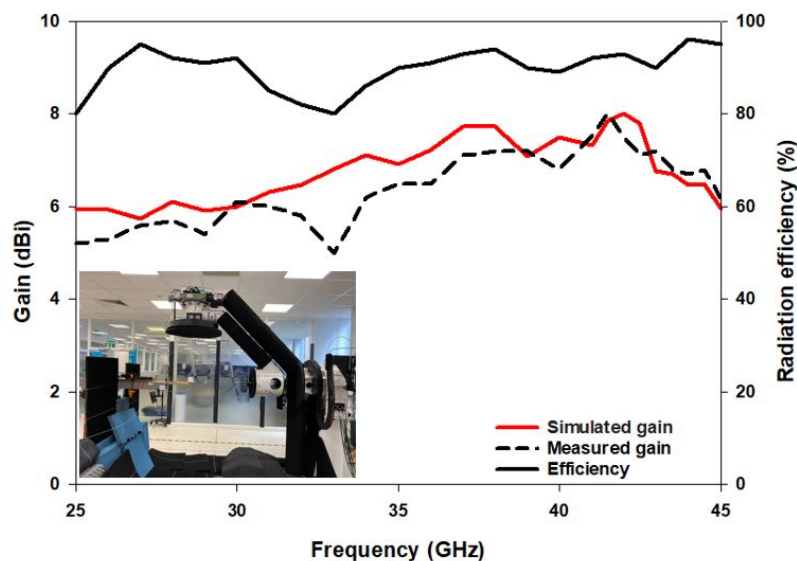 10
100
8
80
6
60
4
40
2
20
0
0
Gain (dBi)
Radiation efficiency (%)
Simulated gain
Measured gain
Efficiency
25
30
35
40
45
Frequency (GHz)